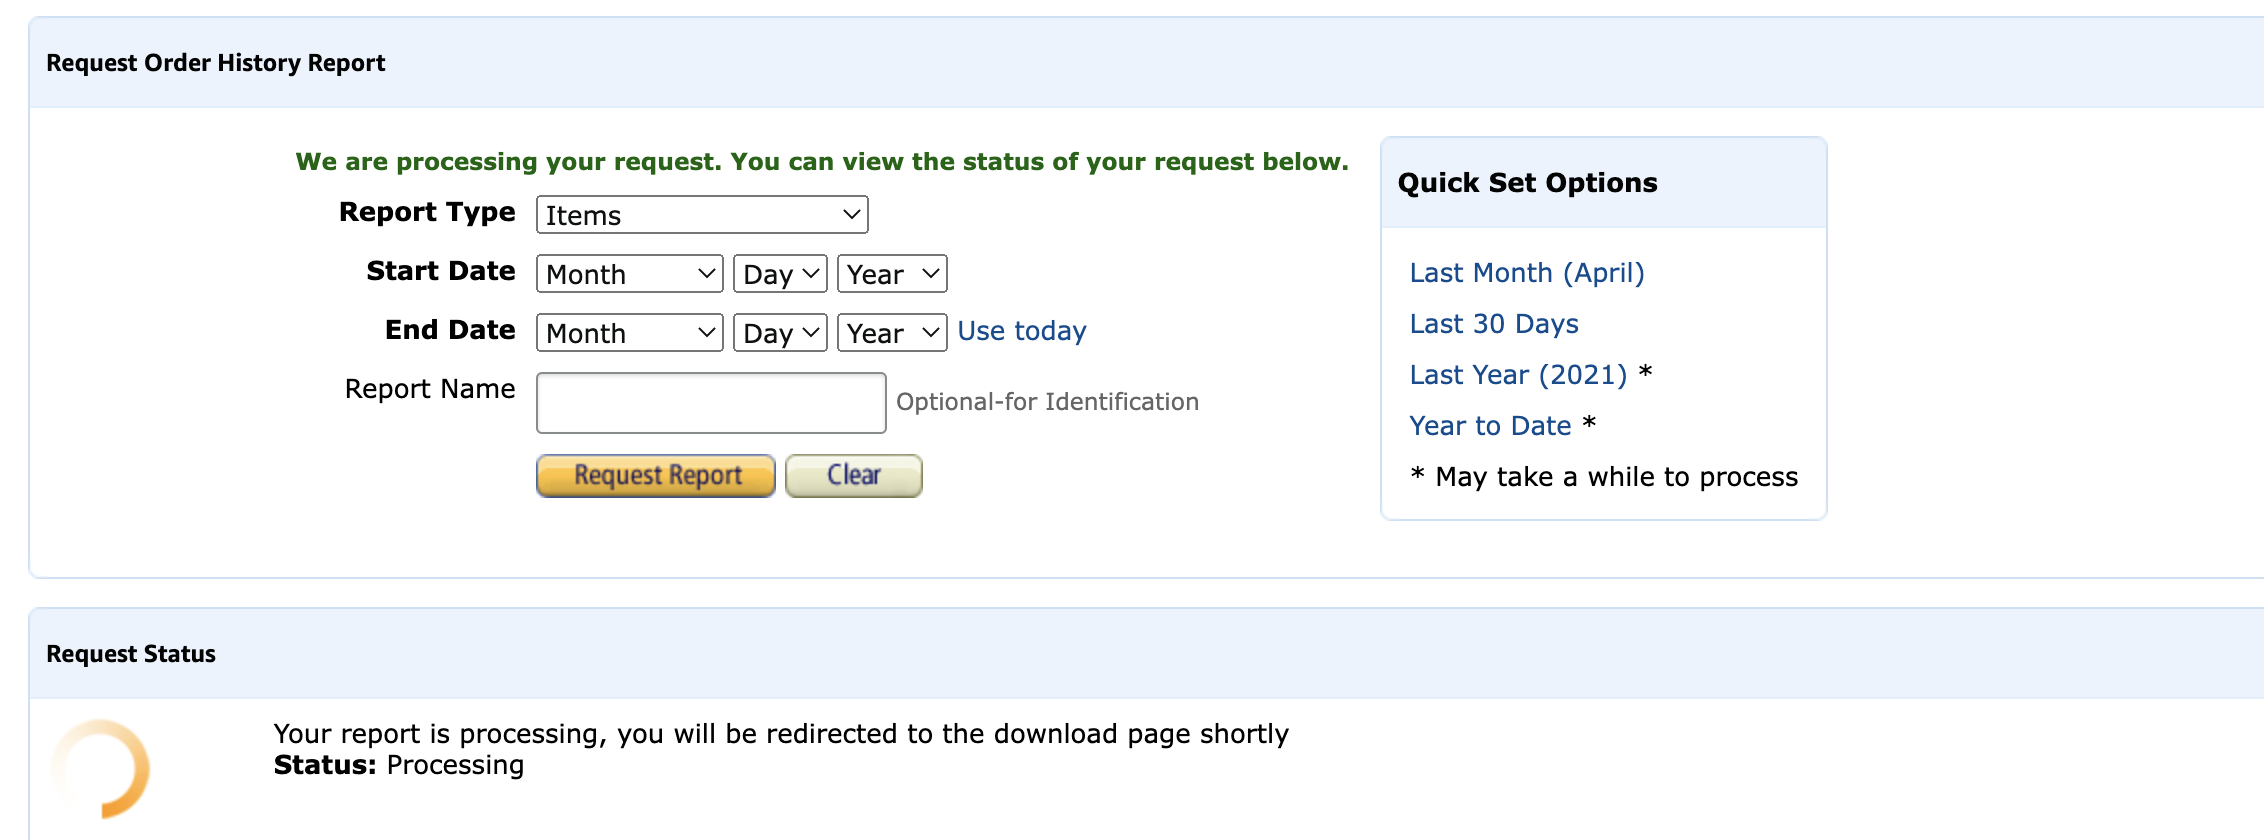 Request Order History Report
We are processing your request. You can view the status of your request below.
Report Type Items
Start Date Month Day Year
End Date Month Day Year Use today
Report Name Optional-for Identification
Request Report Clear
Quick Set Options
Last Month (April)
Last 30 Days
Last Year (2021) *
Year to Date *
* May take a while to process
Request Status
Your report is processing, you will be redirected to the download page shortly
Status: Processing